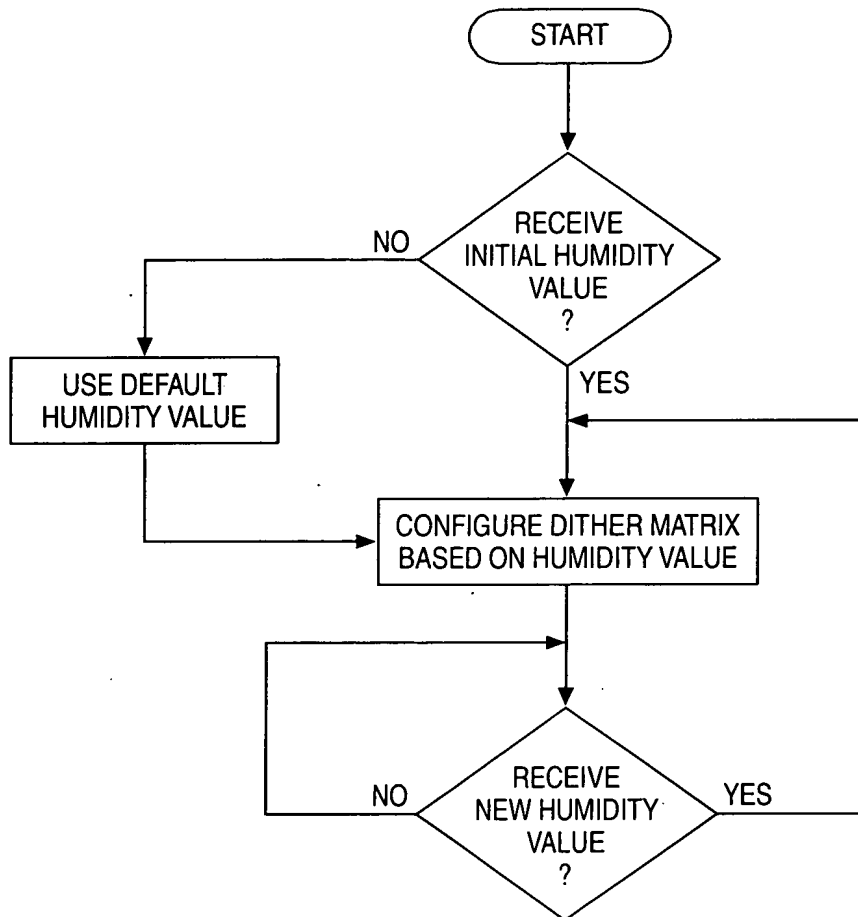 START
RECEIVE
INITIAL HUMIDITY
VALUE
?
NO
YES
USE DEFAULT
HUMIDITY VALUE
CONFIGURE DITHER MATRIX
BASED ON HUMIDITY VALUE
RECEIVE
NEW HUMIDITY
VALUE
?
NO
YES